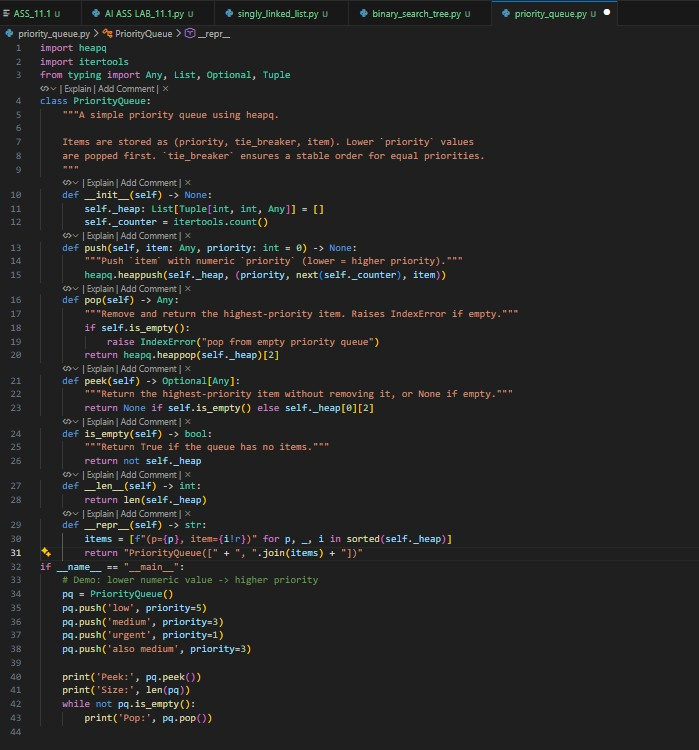 ASS_11.1 U AI ASS LAB_11.1.py U singly_linked_list.py U binary_search_tree.py U priority_queue.py U
priority_queue.py > PriorityQueue > __repr__
1 import heapq
2 import itertools
3 from typing import Any, List, Optional, Tuple
| Explain | Add Comment | X
4 class PriorityQueue:
5     """A simple priority queue using heapq.
6
7     Items are stored as (priority, tie_breaker, item). Lower `priority` values
8     are popped first. `tie_breaker` ensures a stable order for equal priorities.
9     """
| Explain | Add Comment | X
10     def __init__(self) -> None:
11         self._heap: List[Tuple[int, int, Any]] = []
12         self._counter = itertools.count()
| Explain | Add Comment | X
13     def push(self, item: Any, priority: int = 0) -> None:
14         """Push `item` with numeric `priority` (lower = higher priority)."""
15         heapq.heappush(self._heap, (priority, next(self._counter), item))
| Explain | Add Comment | X
16     def pop(self) -> Any:
17         """Remove and return the highest-priority item. Raises IndexError if empty."""
18         if self.is_empty():
19             raise IndexError("pop from empty priority queue")
20         return heapq.heappop(self._heap)[2]
| Explain | Add Comment | X
21     def peek(self) -> Optional[Any]:
22         """Return the highest-priority item without removing it, or None if empty."""
23         return None if self.is_empty() else self._heap[0][2]
| Explain | Add Comment | X
24     def is_empty(self) -> bool:
25         """Return True if the queue has no items."""
26         return not self._heap
| Explain | Add Comment | X
27     def __len__(self) -> int:
28         return len(self._heap)
| Explain | Add Comment | X
29     def __repr__(self) -> str:
30         items = [f"(p={p}, item={i!r})" for p, _, i in sorted(self._heap)]
31         return "PriorityQueue([" + ", ".join(items) + "])"
32 if __name__ == "__main__":
33     # Demo: lower numeric value -> higher priority
34     pq = PriorityQueue()
35     pq.push('low', priority=5)
36     pq.push('medium', priority=3)
37     pq.push('urgent', priority=1)
38     pq.push('also medium', priority=3)
39
40     print('Peek:', pq.peek())
41     print('Size:', len(pq))
42     while not pq.is_empty():
43         print('Pop:', pq.pop())
44